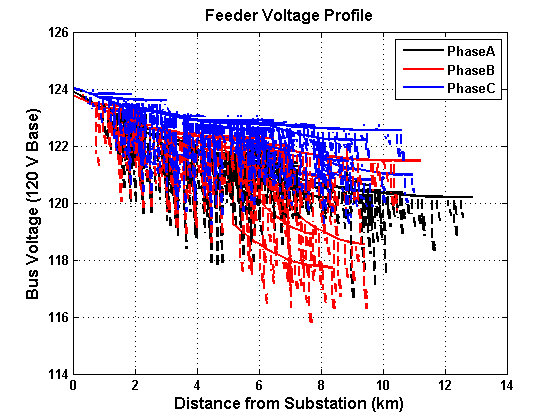 Feeder Voltage Profile
126
124
122
120
118
116
114
Bus Voltage (120 V Base)
PhaseA
PhaseB
PhaseC
0 2 4 6 8 10 12 14
Distance from Substation (km)